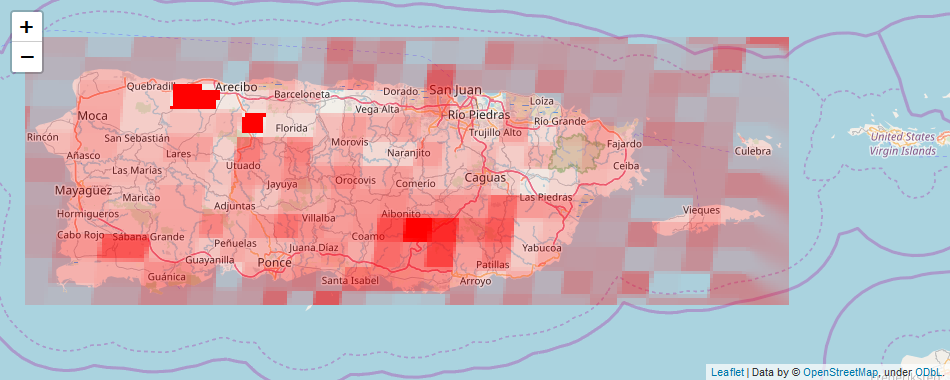 +
−
Arecibo
Barceloneta
Dorado
San Juan
Loíza
Moca
Vega Alta
Río Piedras
Río Grande
Rincón
San Sebastián
Florida
Trujillo Alto
Fajardo
United States
Virgin Islands
Añasco
Lares
Morovis
Naranjito
Culebra
Las Marías
Utuado
Ceiba
Mayagüez
Jayuya
Orocovis
Comerio
Caguas
Maricao
Las Piedras
Hormigueros
Adjuntas
Villalba
Aibonito
Vieques
Cabo Rojo
Sábana Grande
Peñuelas
Juana Díaz
Coamo
Yabucoa
Guayanilla
Ponce
Patillas
Guánica
Santa Isabel
Arroyo
Leaflet | Data by © OpenStreetMap, under ODbL.